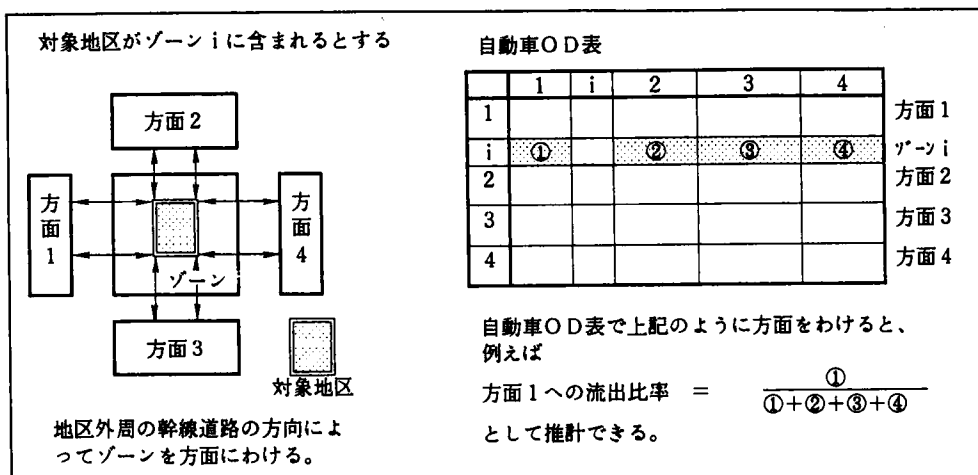 対象地区がゾーンiに含まれるとする
方面2
方面1
方面4
ゾーン
方面3
対象地区
地区外周の幹線道路の方向によ
ってゾーンを方面にわける。
自動車OD表
1 i 2 3 4
1 方面1
i ① ② ③ ④ ゾーンi
2 方面2
3 方面3
4 方面4
自動車OD表で上記のように方面をわけると、
例えば
方面1への流出比率 = ①
①+②+③+④
として推計できる。